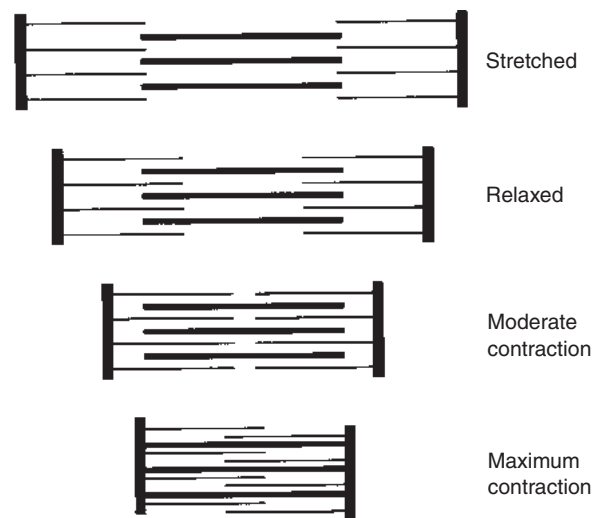 Stretched
Relaxed
Moderate
contraction
Maximum
contraction